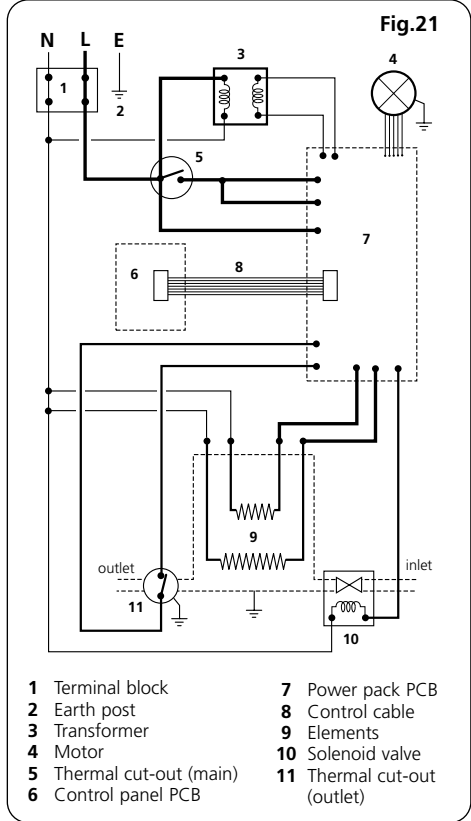 Fig.21
N L E
3
4
1
2
5
7
6
8
9
outlet
inlet
11
10
1 Terminal block
2 Earth post
3 Transformer
4 Motor
5 Thermal cut-out (main)
6 Control panel PCB
7 Power pack PCB
8 Control cable
9 Elements
10 Solenoid valve
11 Thermal cut-out
(outlet)